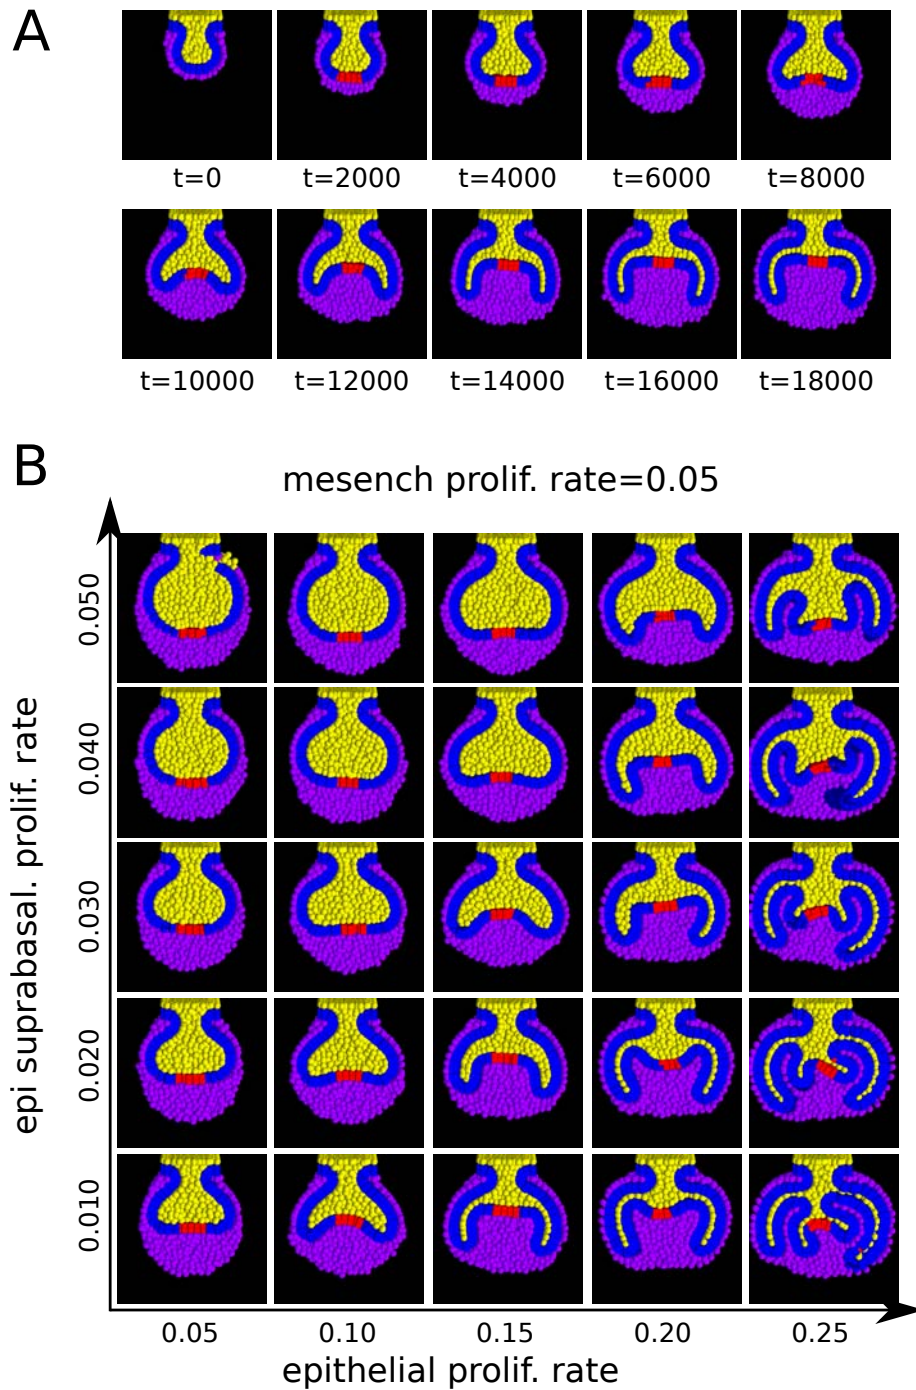 A
t=0 t=2000 t=4000 t=6000 t=8000
t=10000 t=12000 t=14000 t=16000 t=18000
B
mesench prolif. rate=0.05
epi suprabasal. prolif. rate
0.050
0.040
0.030
0.020
0.010
0.05 0.10 0.15 0.20 0.25
epithelial prolif. rate